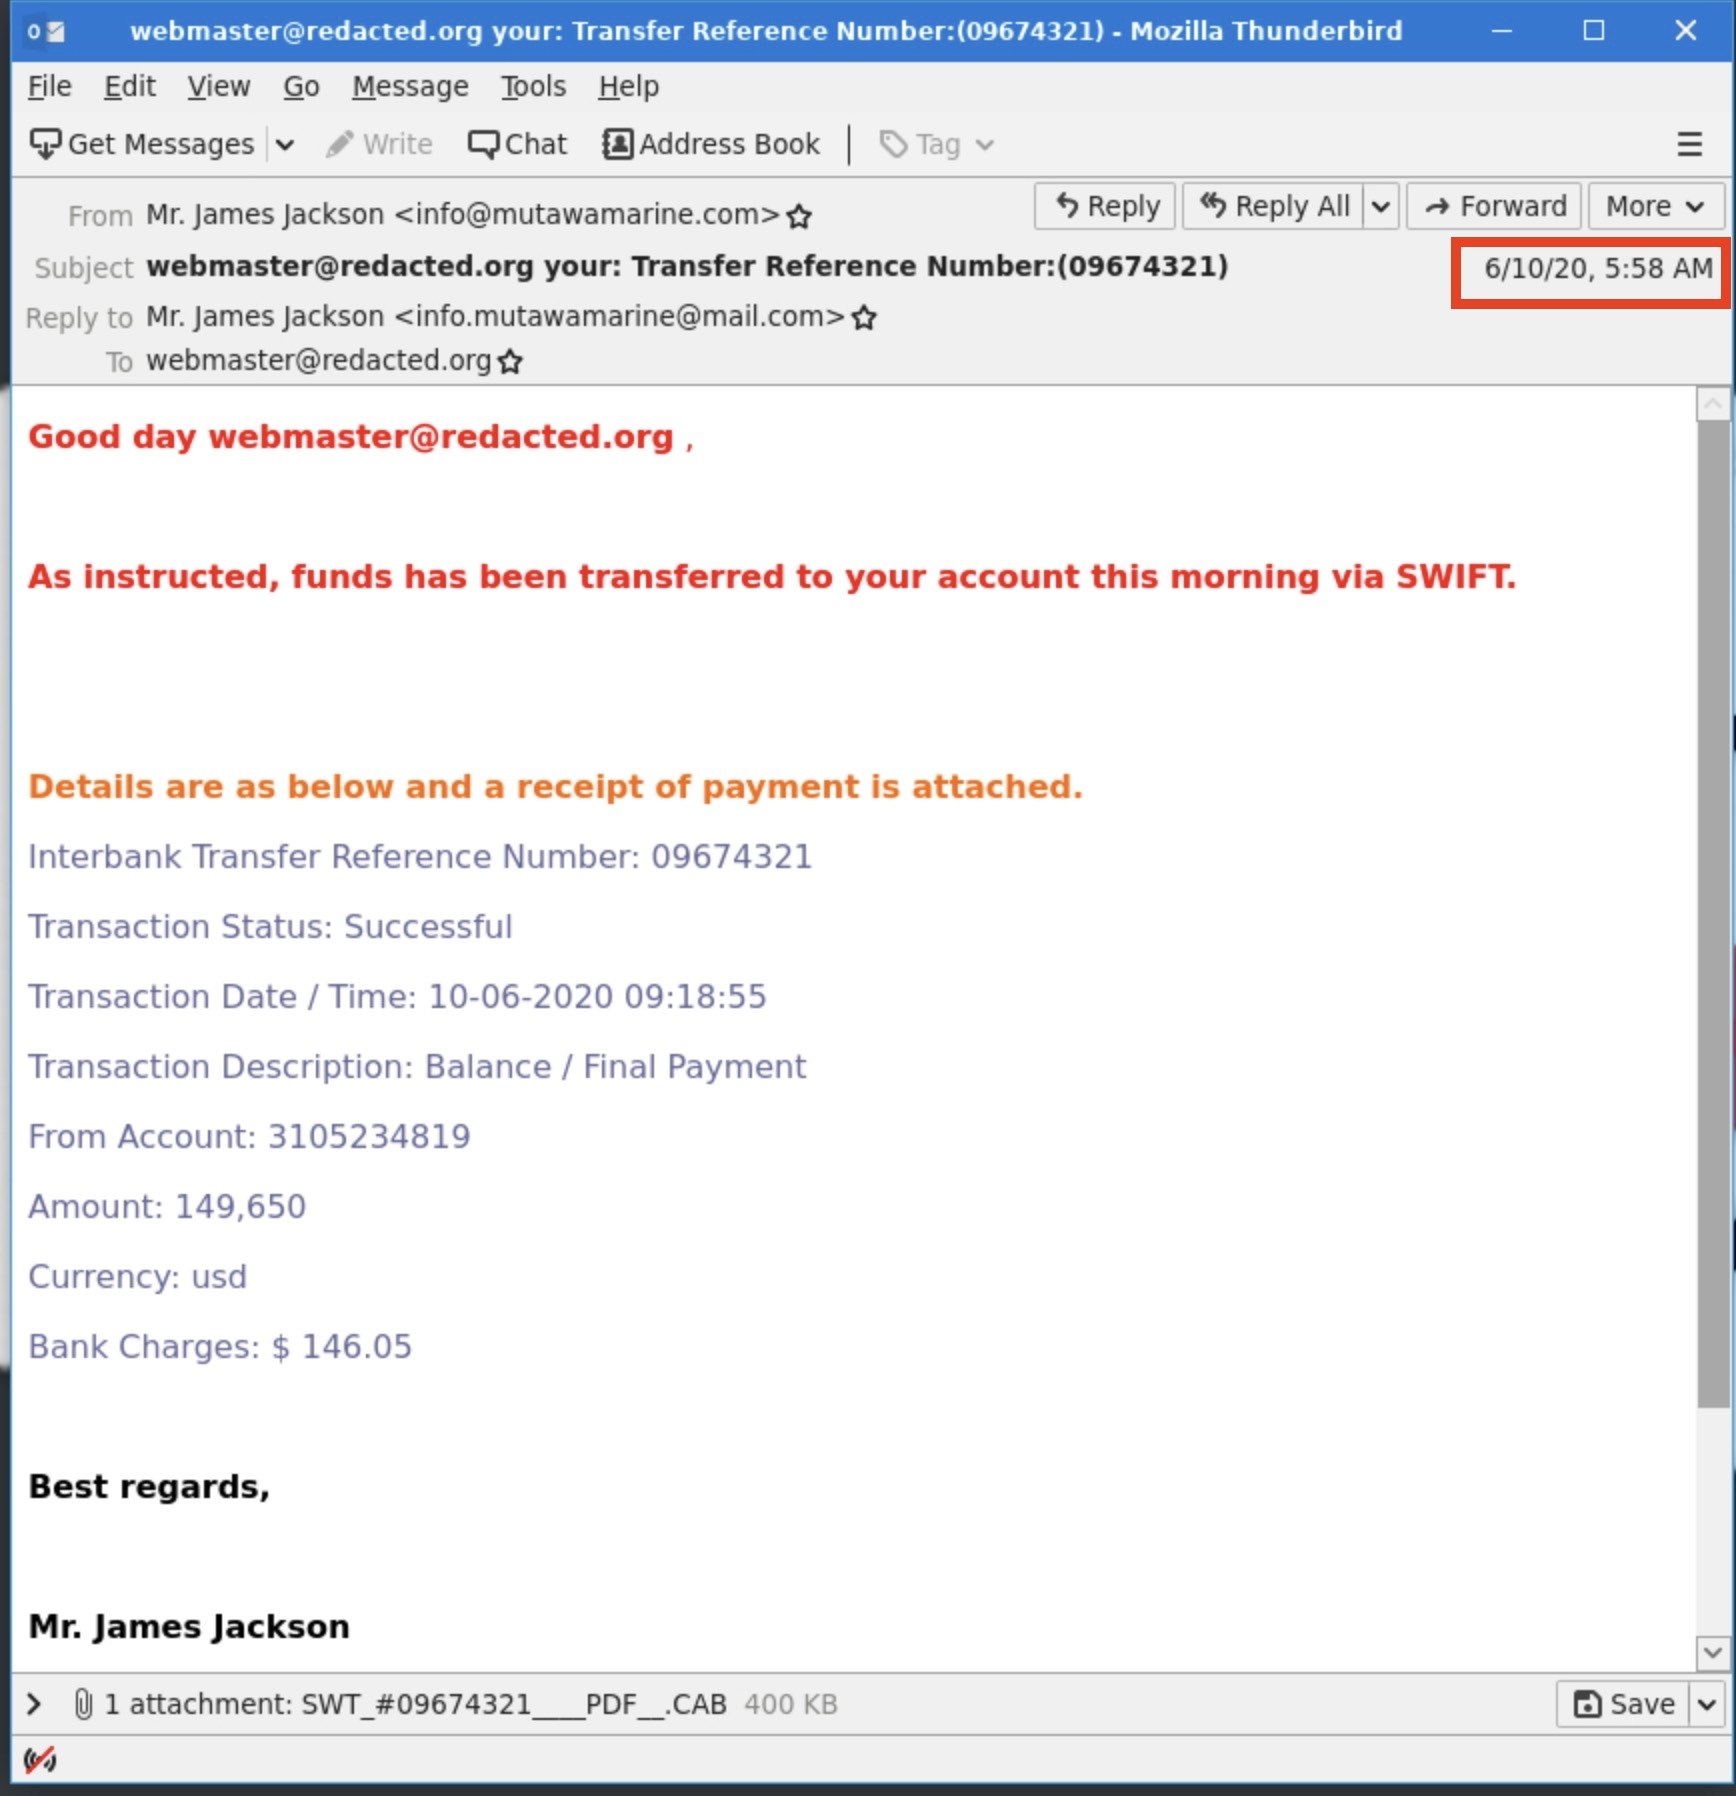 webmaster@redacted.org your: Transfer Reference Number:(09674321) - Mozilla Thunderbird
File Edit View Go Message Tools Help
Get Messages Write Chat Address Book Tag
From Mr. James Jackson <info@mutawamarine.com> Reply Reply All Forward More
Subject webmaster@redacted.org your: Transfer Reference Number:(09674321) 6/10/20, 5:58 AM
Reply to Mr. James Jackson <info.mutawamarine@mail.com>
To webmaster@redacted.org
Good day webmaster@redacted.org ,
As instructed, funds has been transferred to your account this morning via SWIFT.
Details are as below and a receipt of payment is attached.
Interbank Transfer Reference Number: 09674321
Transaction Status: Successful
Transaction Date / Time: 10-06-2020 09:18:55
Transaction Description: Balance / Final Payment
From Account: 3105234819
Amount: 149,650
Currency: usd
Bank Charges: $ 146.05
Best regards,
Mr. James Jackson
1 attachment: SWT_#09674321____PDF__.CAB 400 KB Save